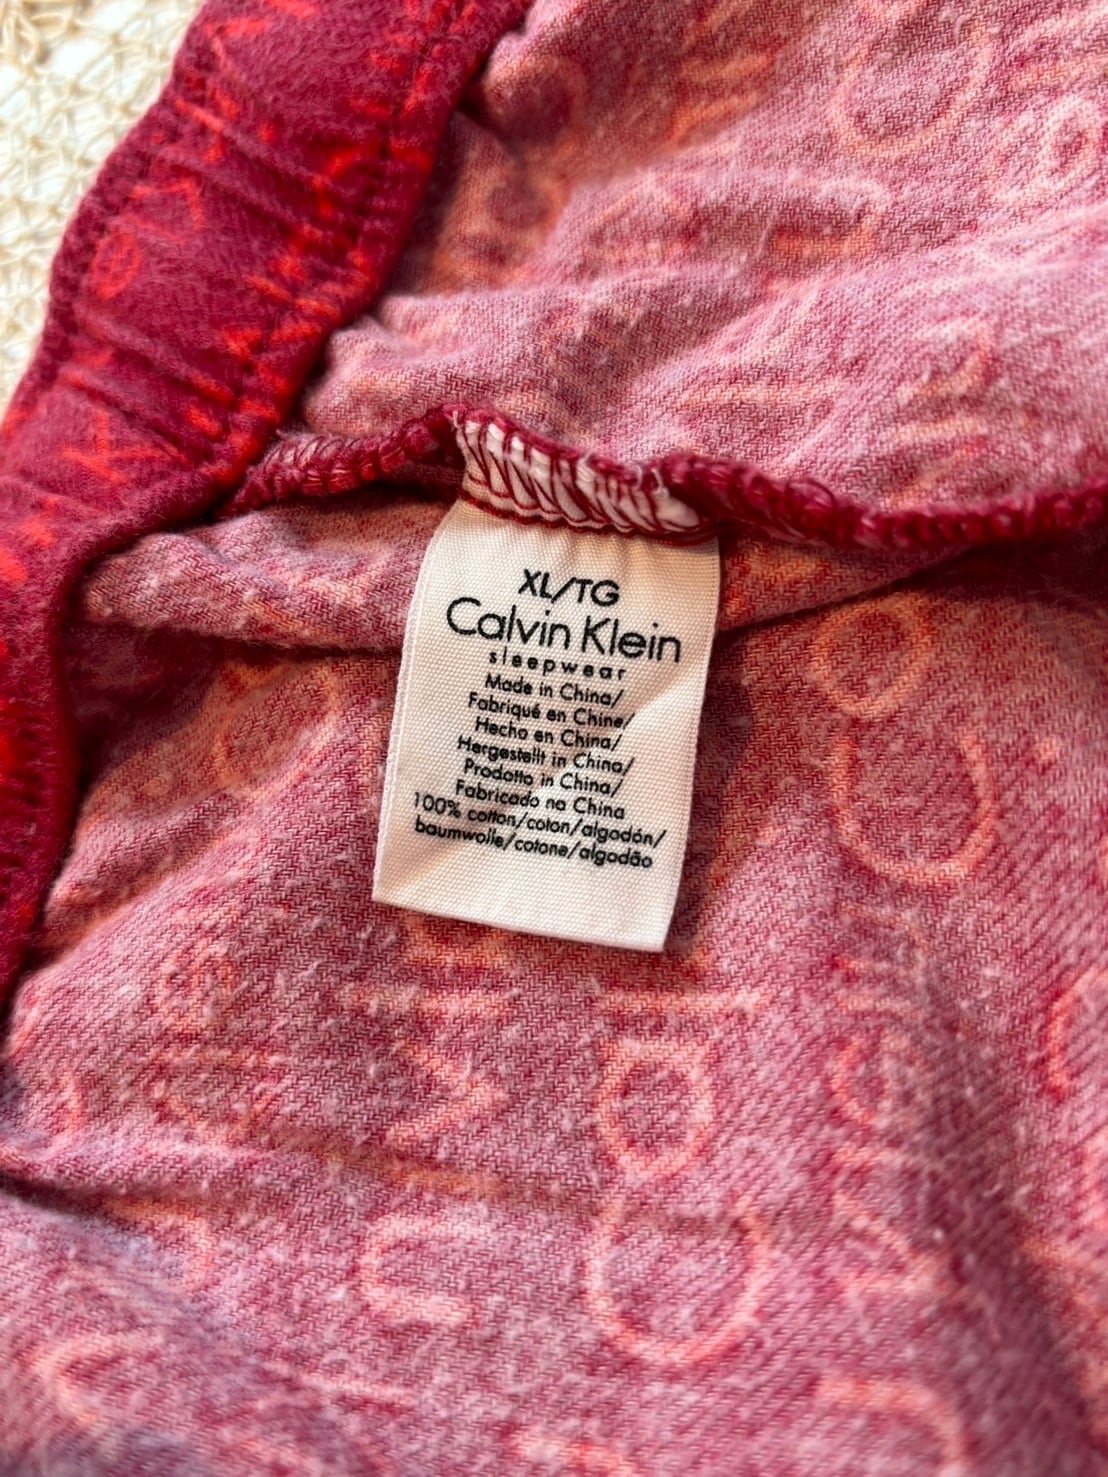 XL/TG
Calvin Klein
sleepwear
Made in China/
Fabriqué en Chine/
Hecho en China/
Hergestellt in China/
Prodotto in China/
Fabricado na China
100% cotton/coton/algodón/
baumwolle/cotone/algodão